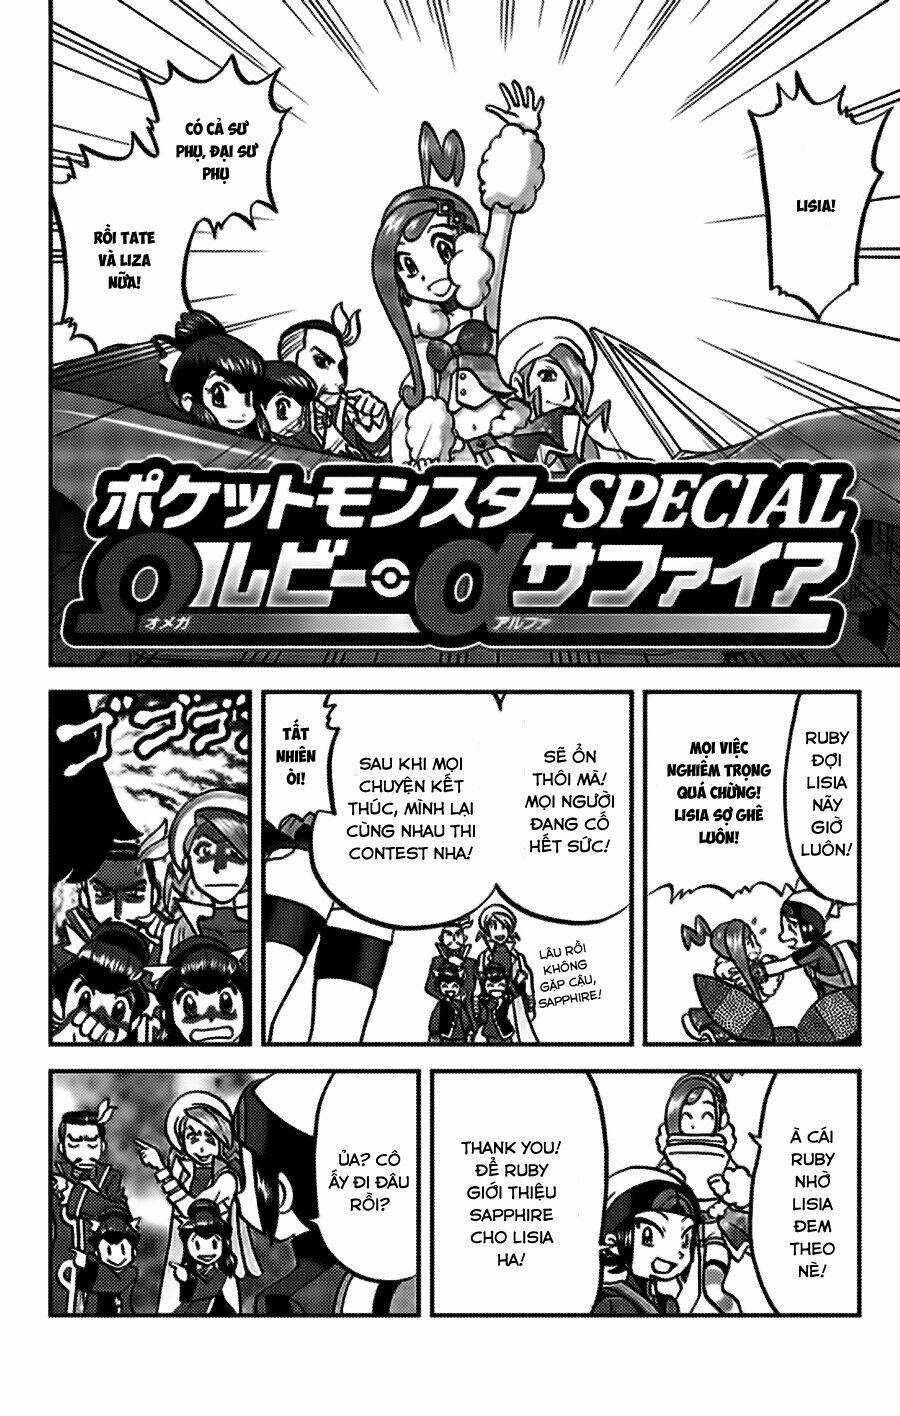 LISIA!
CÓ CẢ SƯ
PHỤ, ĐẠI SƯ
PHỤ
RỒI TATE
VÀ LIZA
NỮA!
ポケットモンスターSPECIAL
Ωルビー・αサファイア
オメガ
アルファ
RUBY
ĐỢI
LISIA
NÃY
GIỜ
LUÔN!
MỌI VIỆC
NGHIÊM TRỌNG
QUÁ CHỪNG!
LISIA SỢ GHÊ
LUÔN!
SẼ ỔN
THÔI MÀ!
MỌI NGƯỜI
ĐANG CỐ
HẾT SỨC!
SAU KHI MỌI
CHUYỆN KẾT
THÚC, MÌNH LẠI
CÙNG NHAU THI
CONTEST NHA!
TẤT
NHIÊN
ÒI!
LÂU RỒI
KHÔNG
GẶP CẬU,
SAPPHIRE!
ゴゴゴゴ
À CÁI
RUBY
NHỜ
LISIA
ĐEM
THEO
NÈ!
THANK YOU!
ĐỂ RUBY
GIỚI THIỆU
SAPPHIRE
CHO LISIA
HA!
ỦA? CÔ
ẤY ĐI ĐÂU
RỒI?